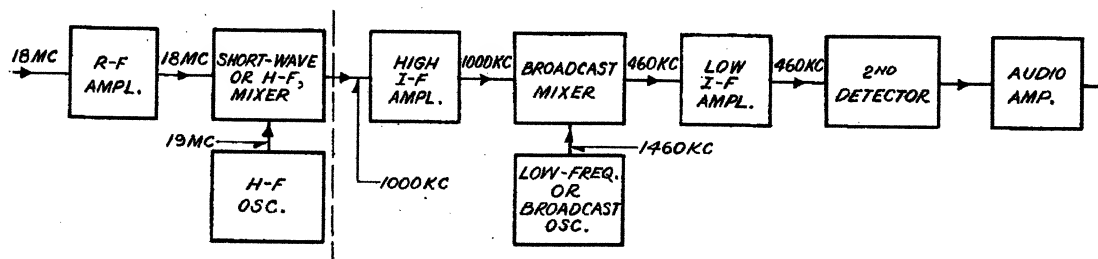 18MC
R-F
AMPL.
18MC
SHORT-WAVE
OR H-F,
MIXER
19MC
H-F
OSC.
1000KC
HIGH
I-F
AMPL.
1000KC
BROADCAST
MIXER
1460KC
LOW-FREQ.
OR
BROADCAST
OSC.
460KC
LOW
I-F
AMPL.
460KC
2ND
DETECTOR
AUDIO
AMP.